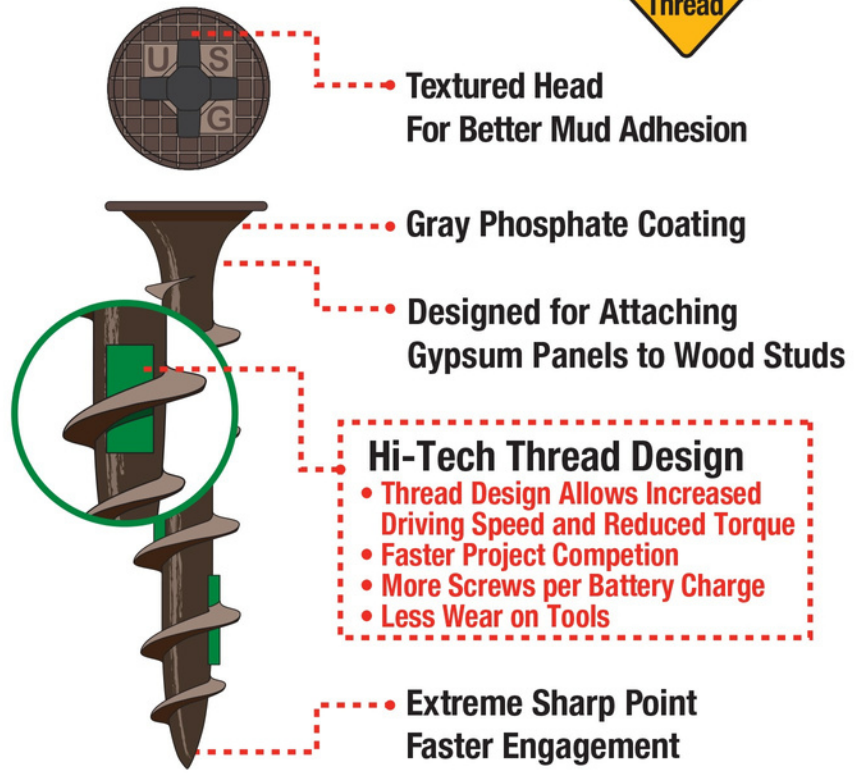 Thread
U S
G
Textured Head
For Better Mud Adhesion
Gray Phosphate Coating
Designed for Attaching
Gypsum Panels to Wood Studs
Hi-Tech Thread Design
• Thread Design Allows Increased
Driving Speed and Reduced Torque
• Faster Project Competion
• More Screws per Battery Charge
• Less Wear on Tools
Extreme Sharp Point
Faster Engagement